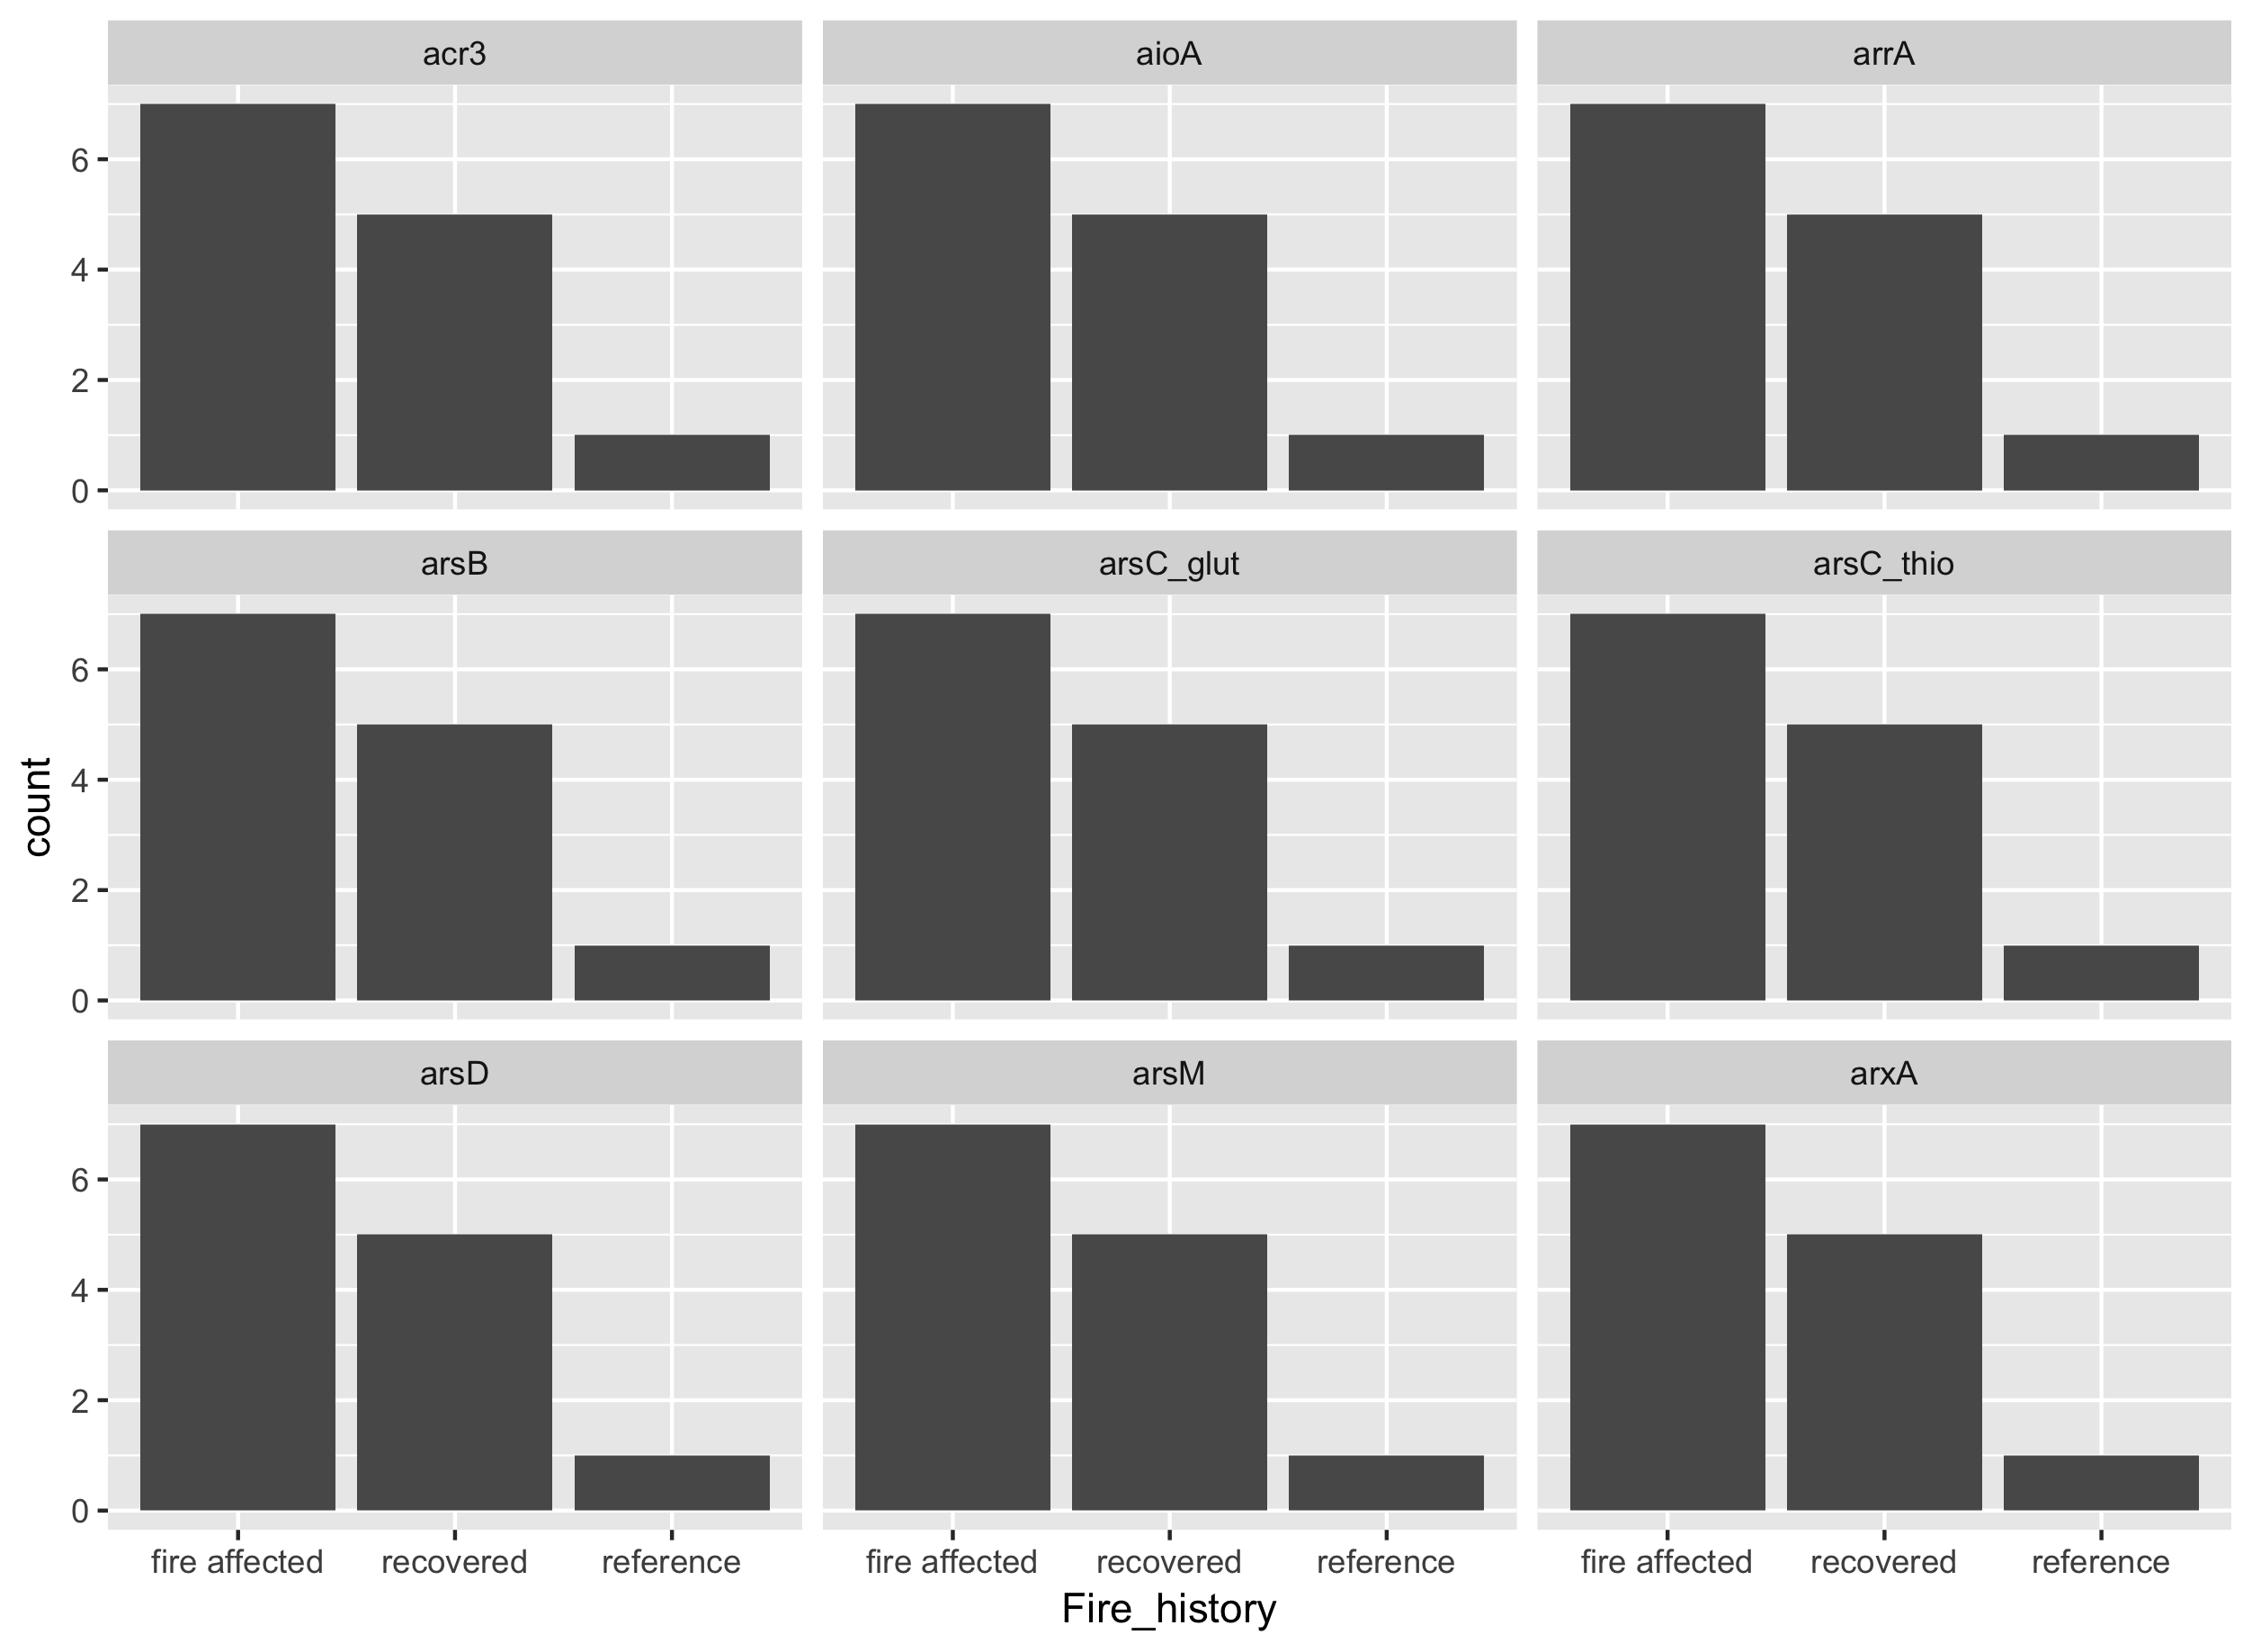 acr3 aioA arrA
6
4
2
0
arsB arsC_glut arsC_thio
6
4
2
0
arsD arsM arxA
6
4
2
0
count
fire affected recovered reference fire affected recovered reference fire affected recovered reference
Fire_history